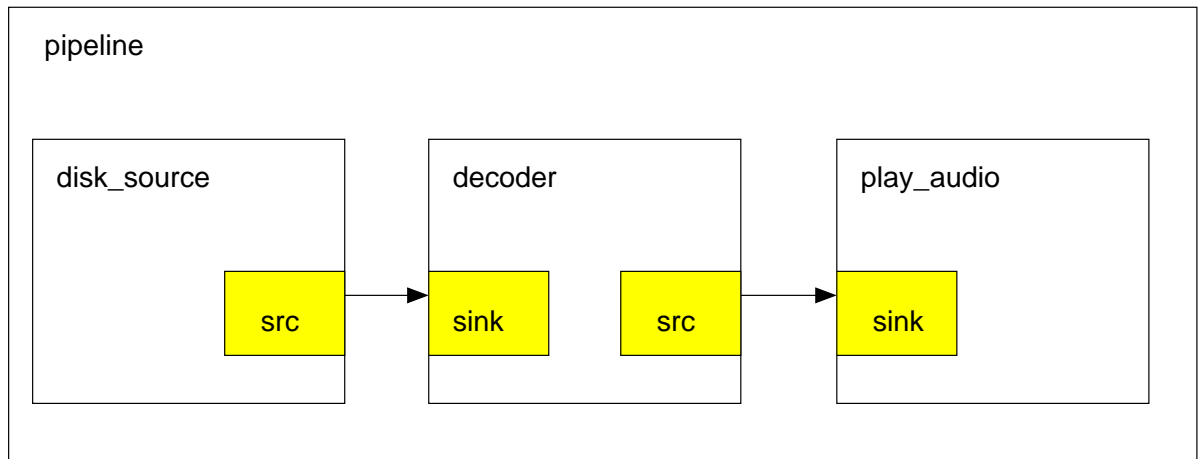 pipeline
disk_source
decoder
play_audio
src
sink
src
sink